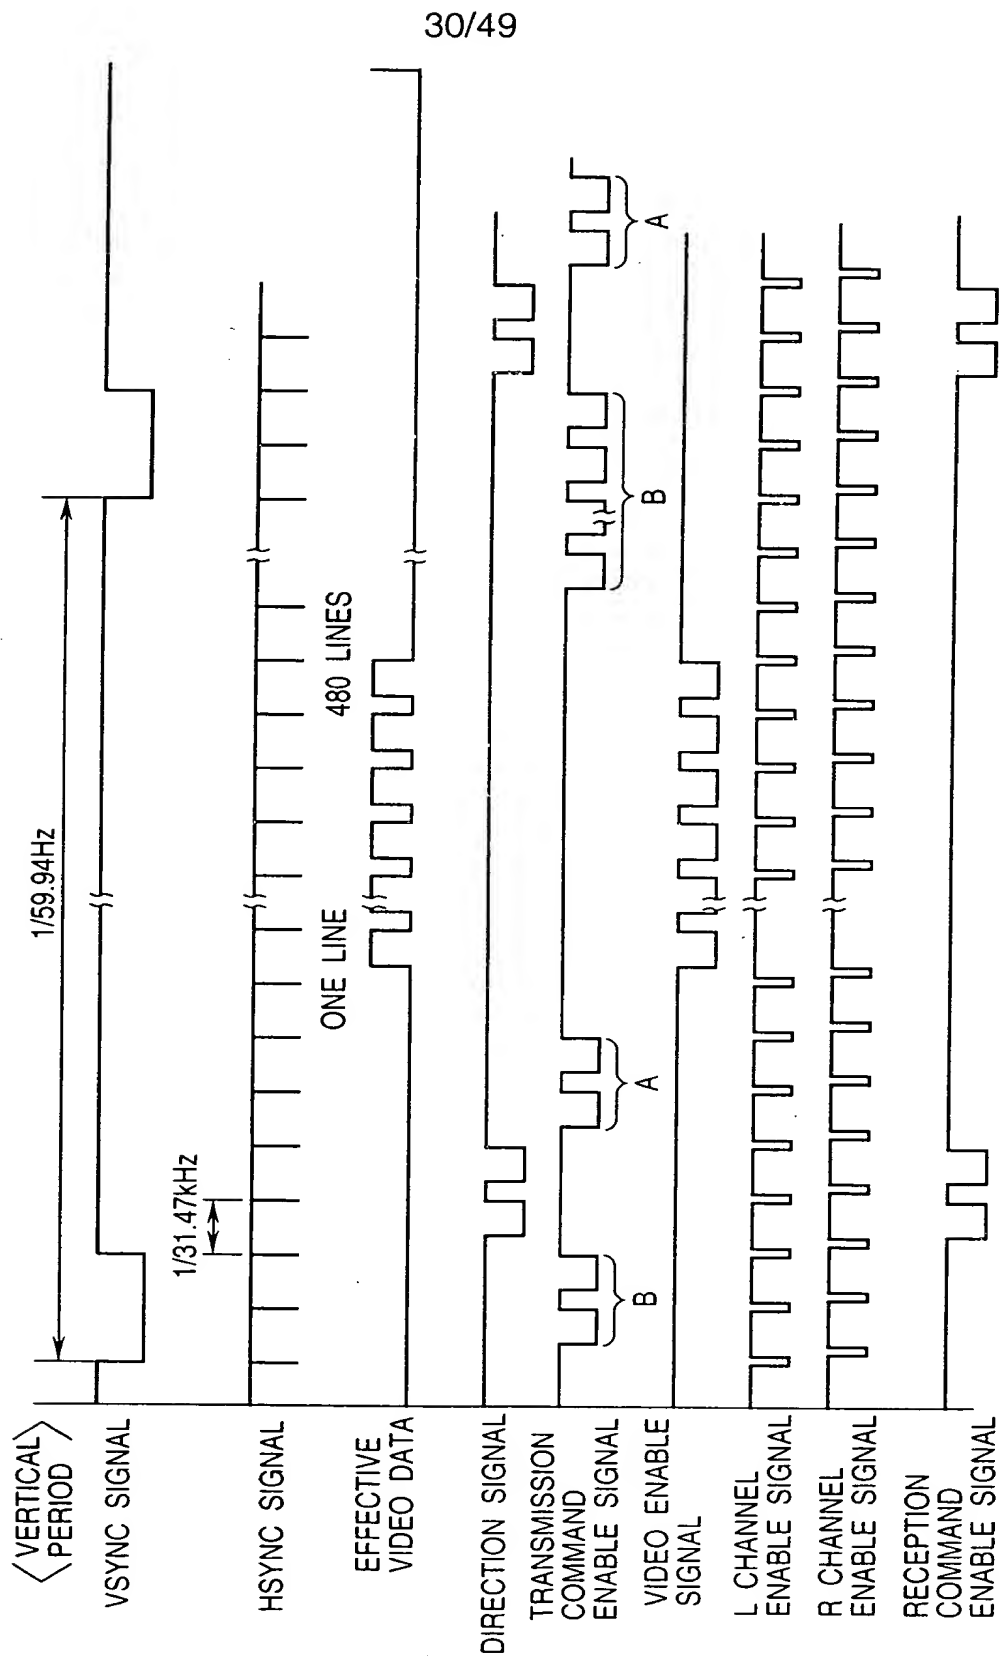 30/49
〈VERTICAL PERIOD〉
1/59.94Hz
VSYNC SIGNAL
1/31.47kHz
HSYNC SIGNAL
ONE LINE
480 LINES
EFFECTIVE
VIDEO DATA
DIRECTION SIGNAL
TRANSMISSION
COMMAND
ENABLE SIGNAL
B
A
B
A
VIDEO ENABLE
SIGNAL
L CHANNEL
ENABLE SIGNAL
R CHANNEL
ENABLE SIGNAL
RECEPTION
COMMAND
ENABLE SIGNAL